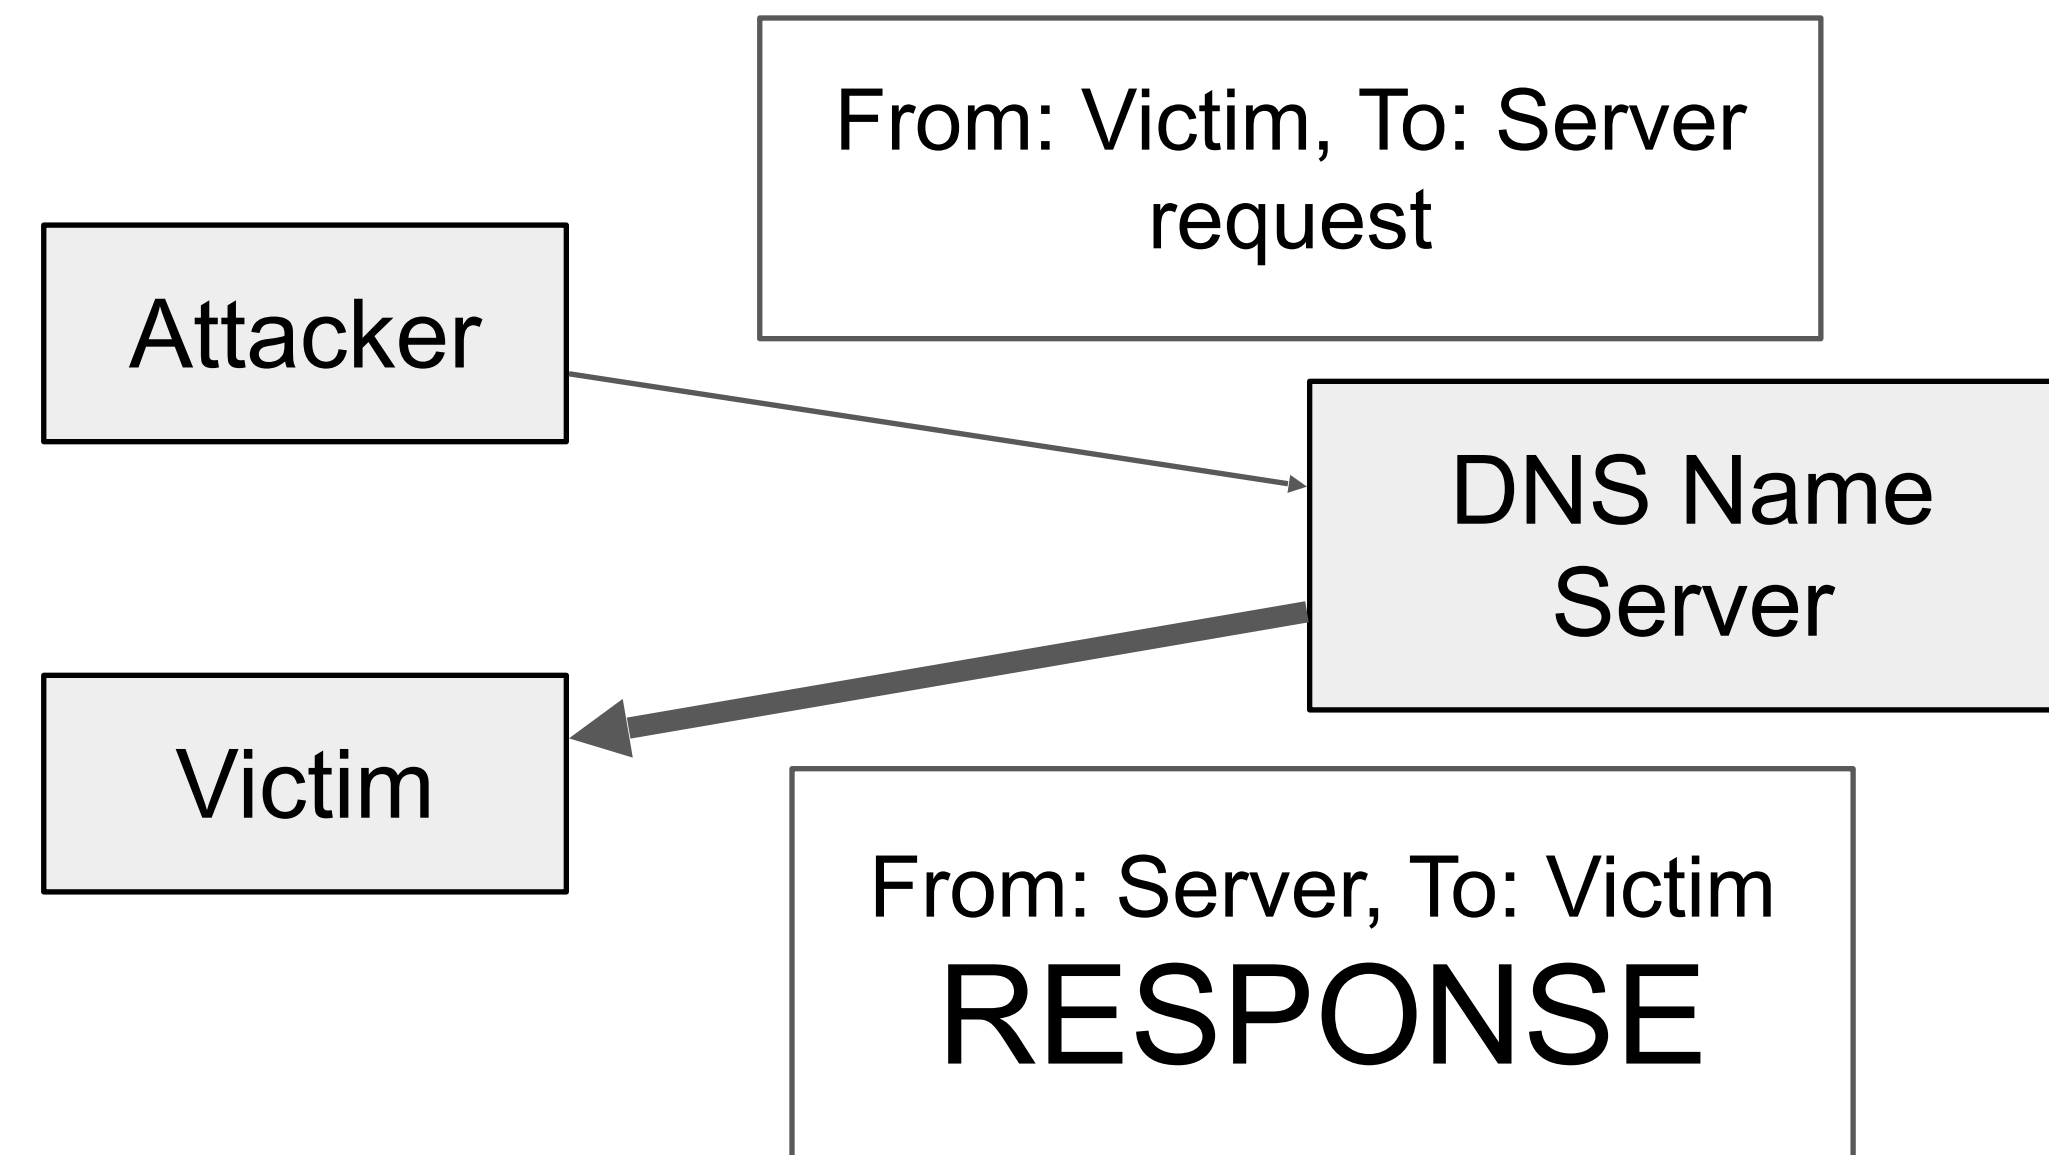 From: Victim, To: Server
request
Attacker
DNS Name
Server
Victim
From: Server, To: Victim
RESPONSE